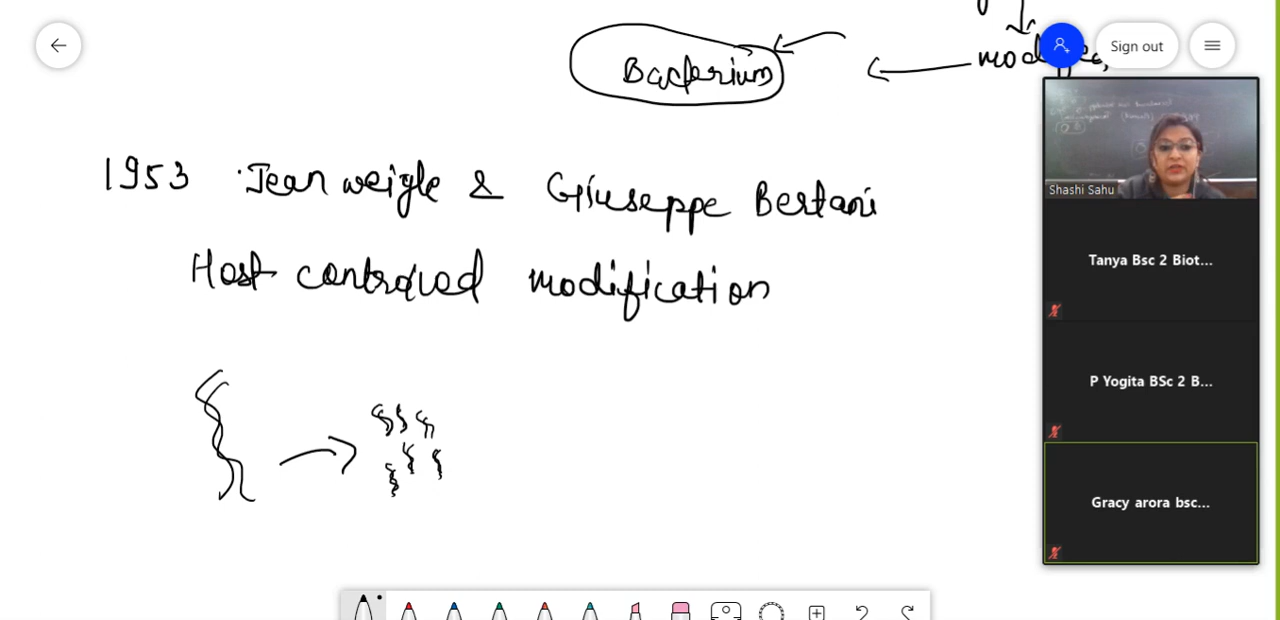 Sign out
Bacterium
1953 Jean weigle & Giuseppe Bertani
Host controlled modification
Shashi Sahu
Tanya Bsc 2 Biot...
P Yogita BSc 2 B...
Gracy arora bsc...